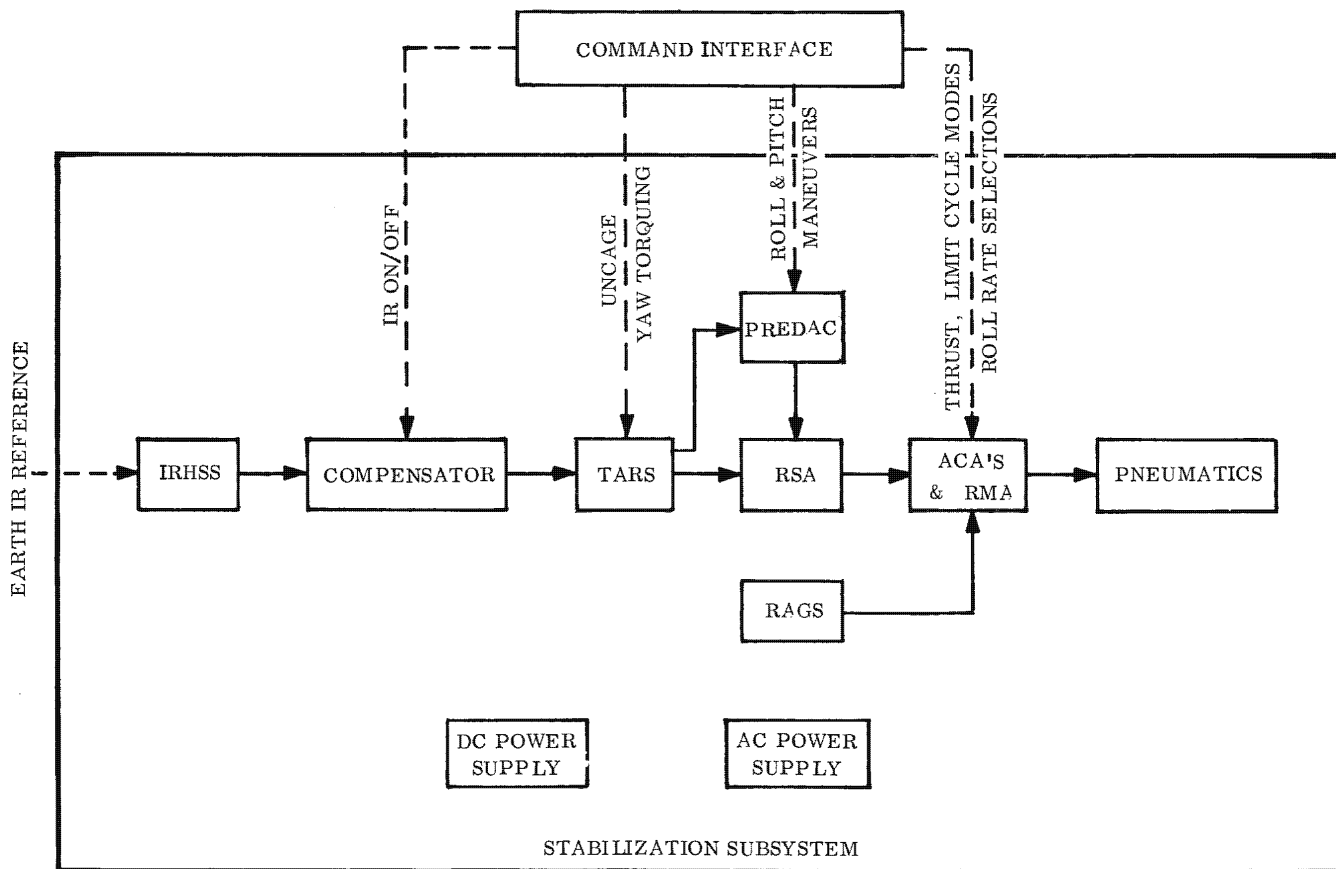 COMMAND INTERFACE
IR ON/OFF
UNCAGE
YAW TORQUING
ROLL & PITCH
MANEUVERS
THRUST, LIMIT CYCLE MODES
ROLL RATE SELECTIONS
PREDAC
EARTH IR REFERENCE
IRHSS
COMPENSATOR
TARS
RSA
ACA'S
& RMA
PNEUMATICS
RAGS
DC POWER
SUPPLY
AC POWER
SUPPLY
STABILIZATION SUBSYSTEM